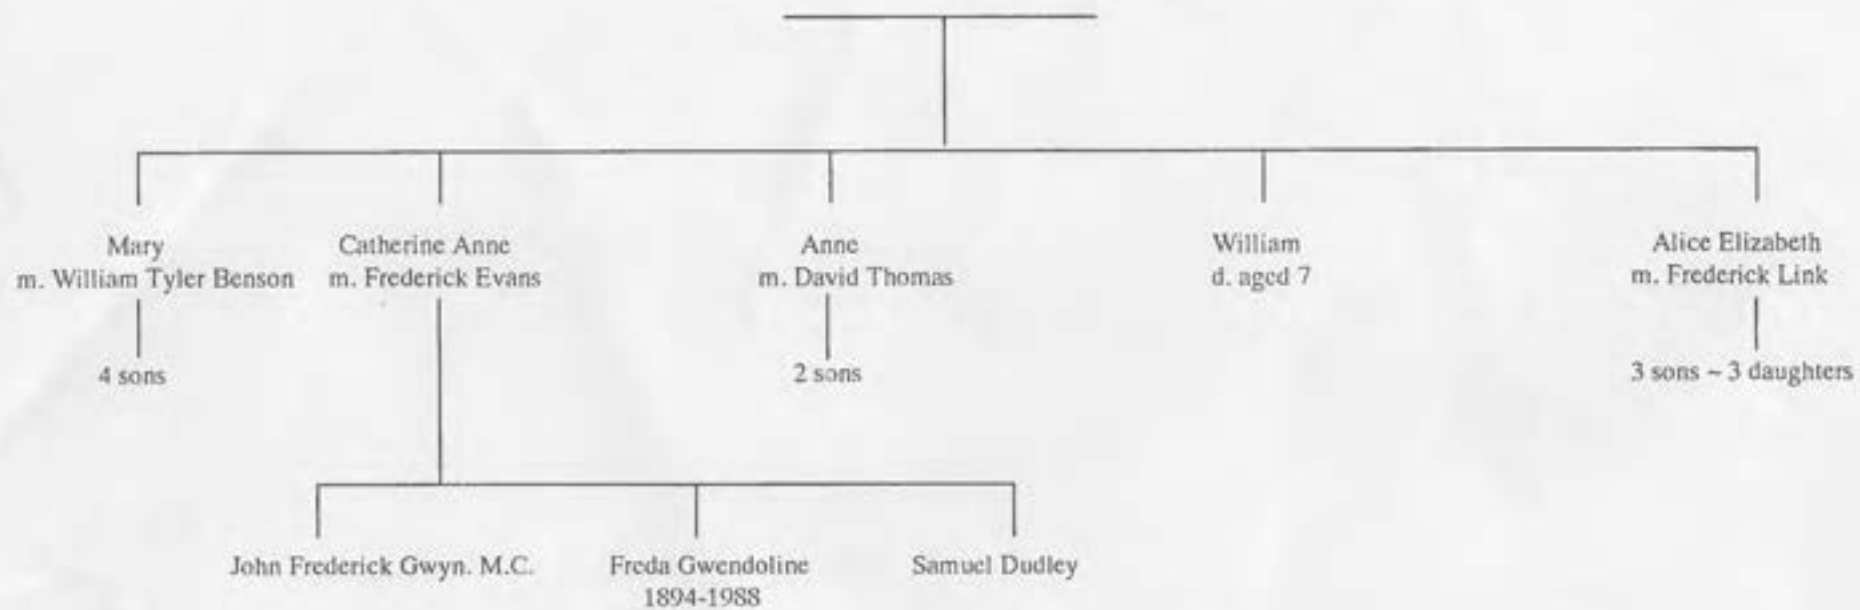 Mary
m. William Tyler Benson
Catherine Anne
m. Frederick Evans
Anne
m. David Thomas
William
d. aged 7
Alice Elizabeth
m. Frederick Link
4 sons
2 sons
3 sons ~ 3 daughters
John Frederick Gwyn. M.C.
Freda Gwendoline
1894-1988
Samuel Dudley